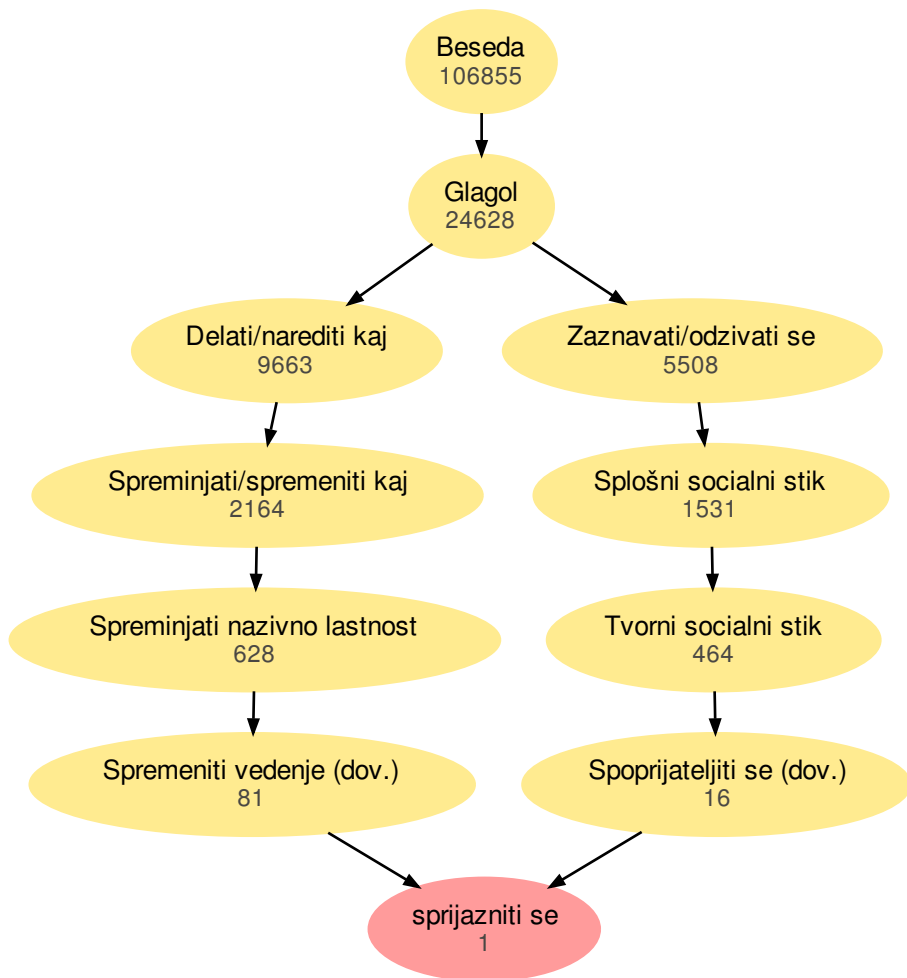 Beseda
106855
Glagol
24628
Delati/narediti kaj
9663
Zaznavati/odzivati se
5508
Spreminjati/spremeniti kaj
2164
Splošni socialni stik
1531
Spreminjati nazivno lastnost
628
Tvorni socialni stik
464
Spremeniti vedenje (dov.)
81
Spoprijateljiti se (dov.)
16
sprijazniti se
1